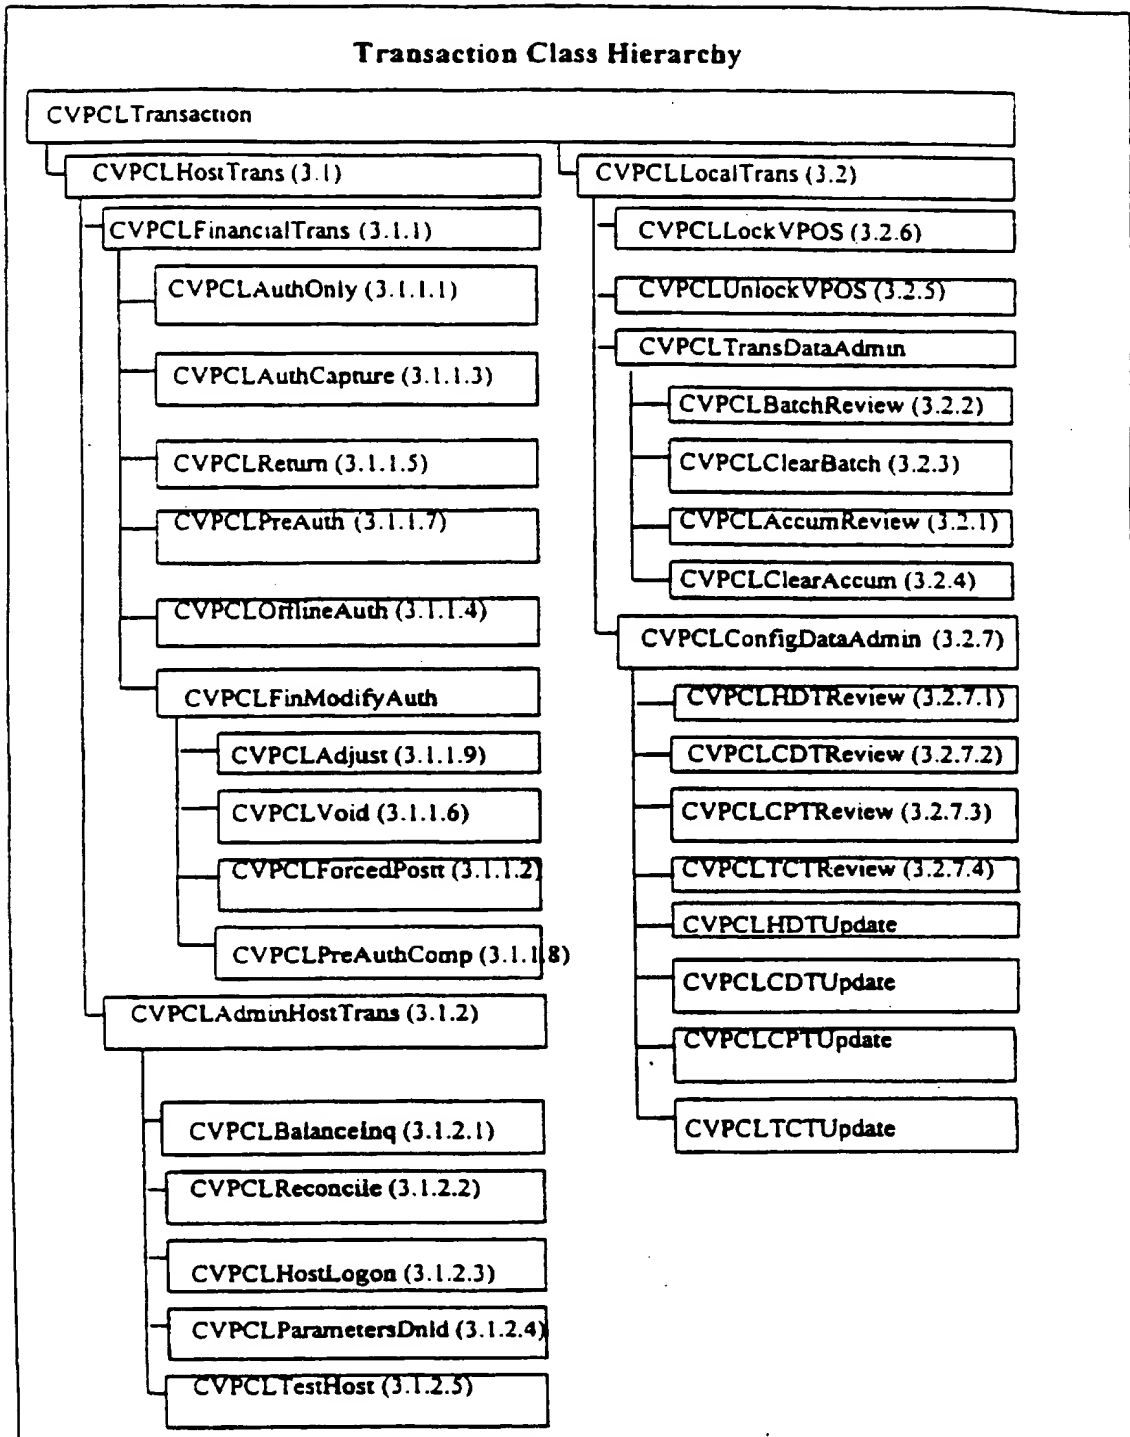 Transaction Class Hierarchy
CVPCLTransaction
CVPCLHostTrans (3.1)
CVPCLFinancialTrans (3.1.1)
CVPCLAuthOnly (3.1.1.1)
CVPCLAuthCapture (3.1.1.3)
CVPCLReturn (3.1.1.5)
CVPCLPreAuth (3.1.1.7)
CVPCLOfflineAuth (3.1.1.4)
CVPCLFinModifyAuth
CVPCLAdjust (3.1.1.9)
CVPCLVoid (3.1.1.6)
CVPCLForcedPostt (3.1.1.2)
CVPCLPreAuthComp (3.1.1.8)
CVPCLAdminHostTrans (3.1.2)
CVPCLBalanceInq (3.1.2.1)
CVPCLReconcile (3.1.2.2)
CVPCLHostLogon (3.1.2.3)
CVPCLParametersDnld (3.1.2.4)
CVPCLTestHost (3.1.2.5)
CVPCLLocalTrans (3.2)
CVPCLLockVPOS (3.2.6)
CVPCLUnlockVPOS (3.2.5)
CVPCLTransDataAdmin
CVPCLBatchReview (3.2.2)
CVPCLClearBatch (3.2.3)
CVPCLAccumReview (3.2.1)
CVPCLClearAccum (3.2.4)
CVPCLConfigDataAdmin (3.2.7)
CVPCLHDTReview (3.2.7.1)
CVPCLCDTReview (3.2.7.2)
CVPCLCPTReview (3.2.7.3)
CVPCLTCTReview (3.2.7.4)
CVPCLHDTUpdate
CVPCLCDTUpdate
CVPCLCPTUpdate
CVPCLTCTUpdate